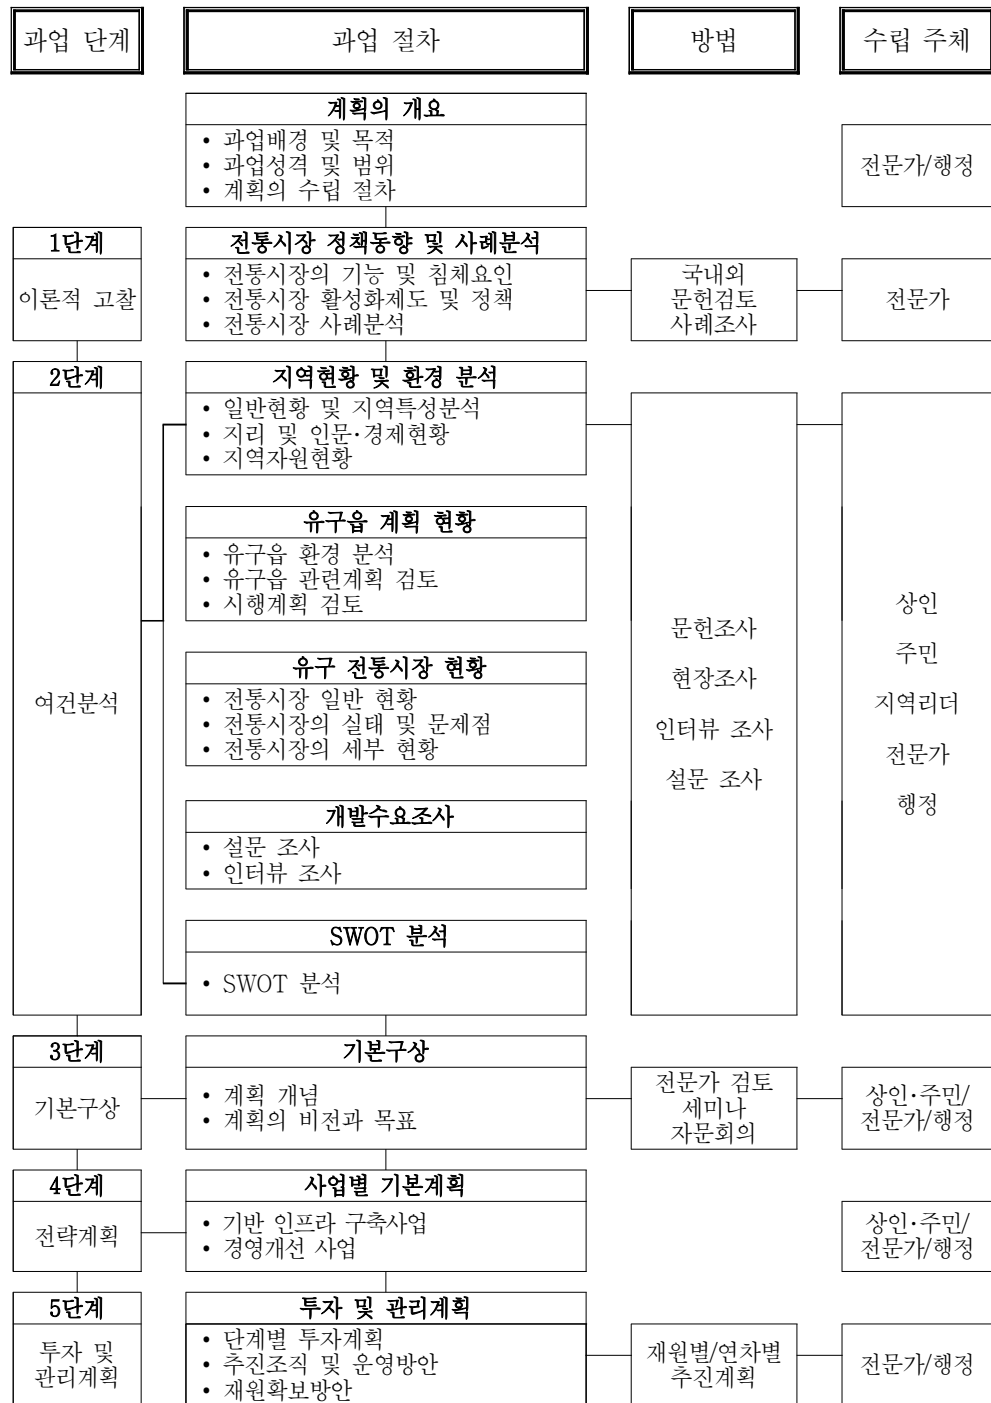 과업 단계
과업 절차
방법
수립 주체
계획의 개요
• 과업배경 및 목적
• 과업성격 및 범위
• 계획의 수립 절차
전문가/행정
1단계
이론적 고찰
전통시장 정책동향 및 사례분석
• 전통시장의 기능 및 침체요인
• 전통시장 활성화제도 및 정책
• 전통시장 사례분석
국내외
문헌검토
사례조사
전문가
2단계
여건분석
지역현황 및 환경 분석
• 일반현황 및 지역특성분석
• 지리 및 인문·경제현황
• 지역자원현황
유구읍 계획 현황
• 유구읍 환경 분석
• 유구읍 관련계획 검토
• 시행계획 검토
유구 전통시장 현황
• 전통시장 일반 현황
• 전통시장의 실태 및 문제점
• 전통시장의 세부 현황
개발수요조사
• 설문 조사
• 인터뷰 조사
SWOT 분석
• SWOT 분석
문헌조사
현장조사
인터뷰 조사
설문 조사
상인
주민
지역리더
전문가
행정
3단계
기본구상
기본구상
• 계획 개념
• 계획의 비전과 목표
전문가 검토
세미나
자문회의
상인·주민/
전문가/행정
4단계
전략계획
사업별 기본계획
• 기반 인프라 구축사업
• 경영개선 사업
상인·주민/
전문가/행정
5단계
투자 및
관리계획
투자 및 관리계획
• 단계별 투자계획
• 추진조직 및 운영방안
• 재원확보방안
재원별/연차별
추진계획
전문가/행정